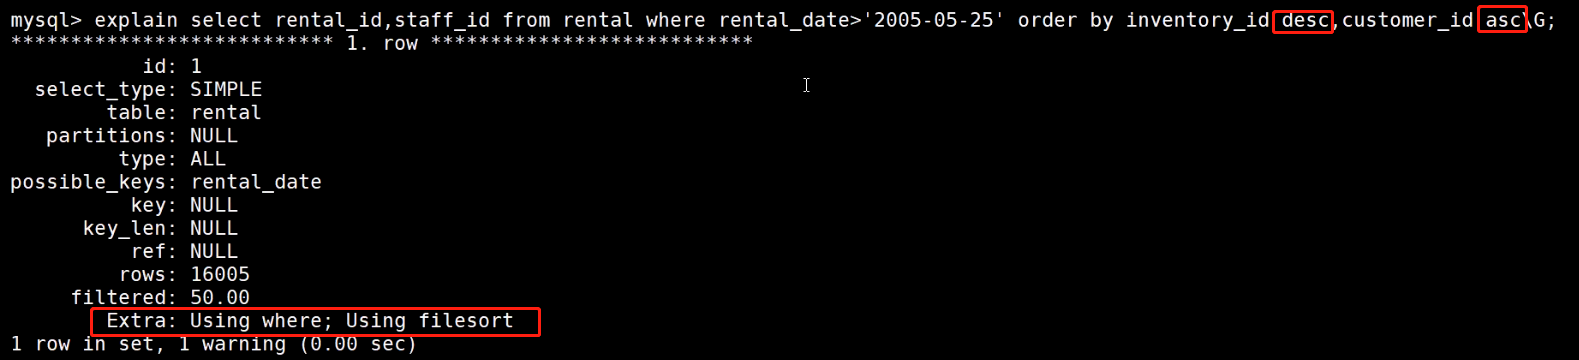 mysql> explain select rental_id,staff_id from rental where rental_date>'2005-05-25' order by inventory_id desc,customer_id asc\G;
*************************** 1. row ***************************
id: 1
select_type: SIMPLE
table: rental
partitions: NULL
type: ALL
possible_keys: rental_date
key: NULL
key_len: NULL
ref: NULL
rows: 16005
filtered: 50.00
Extra: Using where; Using filesort
1 row in set, 1 warning (0.00 sec)